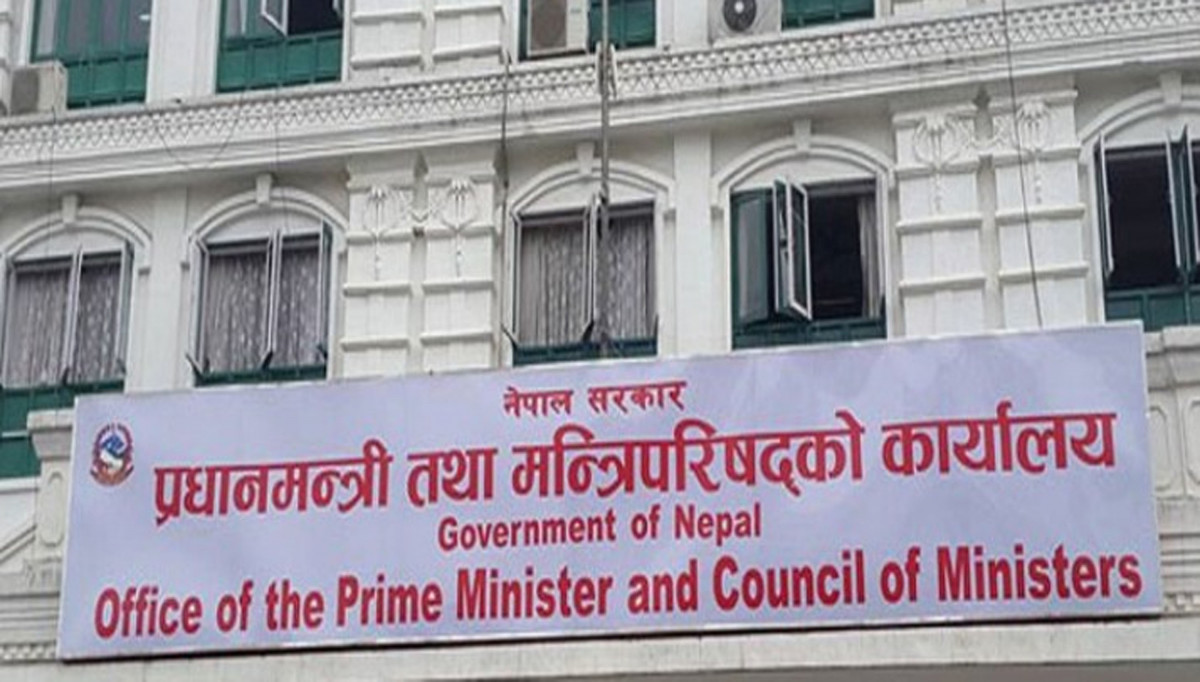 नेपाल सरकार
प्रधानमन्त्री तथा मन्त्रिपरिषद्को कार्यालय
Government of Nepal
Office of the Prime Minister and Council of Ministers